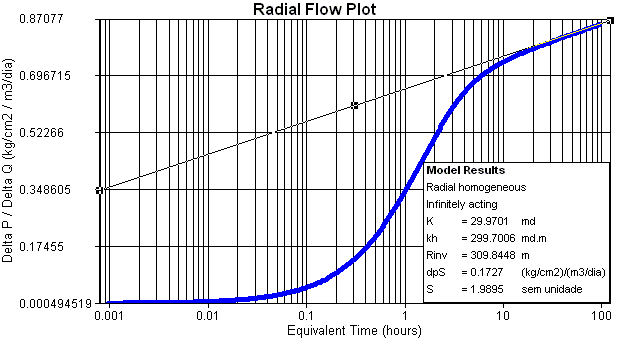 Radial Flow Plot
Delta P / Delta Q (kg/cm2 / m3/dia)
0.87077
0.696715
0.52266
0.348605
0.17455
0.000494519
Model Results
Radial homogeneous
Infinitely acting
K = 29.9701 md
kh = 299.7006 md.m
Rinv = 309.8448 m
dpS = 0.1727 (kg/cm2)/(m3/dia)
S = 1.9895 sem unidade
0.001 0.01 0.1 1 10 100
Equivalent Time (hours)